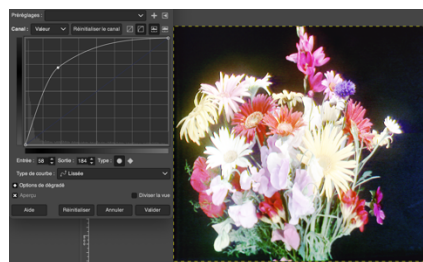 Préréglages :
Canal : Valeur Réinitialiser le canal
Entrée : 58 Sortie : 184 Type :
Type de courbe : Lissée
Options de dégradé
Aperçu Diviser la vue
Aide Réinitialiser Annuler Valider